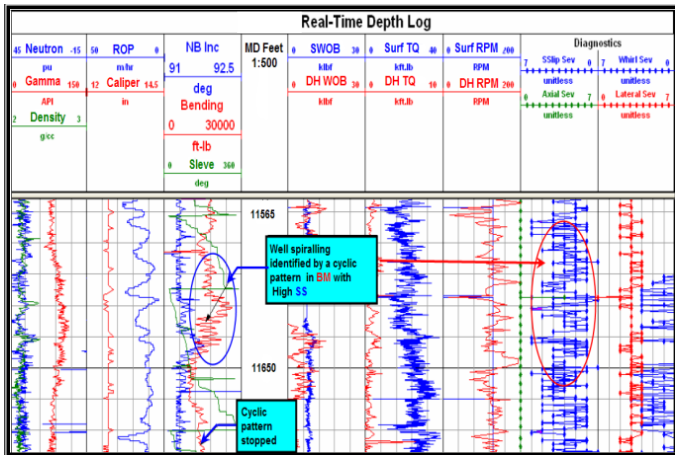 Real-Time Depth Log
45 Neutron -15
pu
0 Gamma 150
API
2 Density 3
g/cc
50 ROP 0
m/hr
12 Caliper 14.5
in
NB Inc
91 92.5
deg
Bending
0 30000
ft-lb
0 Sleve 360
deg
MD Feet
1:500
0 SWOB 30
klbf
0 DH WOB 30
klbf
0 Surf TQ 40
kft.lb
0 DH TQ 10
kft.lb
0 Surf RPM 200
RPM
0 DH RPM 200
RPM
Diagnostics
7 SSlip Sev 0
unitless
0 Axial Sev 7
unitless
7 Whirl Sev 0
unitless
0 Lateral Sev 7
unitless
11565
Well spiralling
identified by a cyclic
pattern in BM with
High SS
11650
Cyclic
pattern
stopped